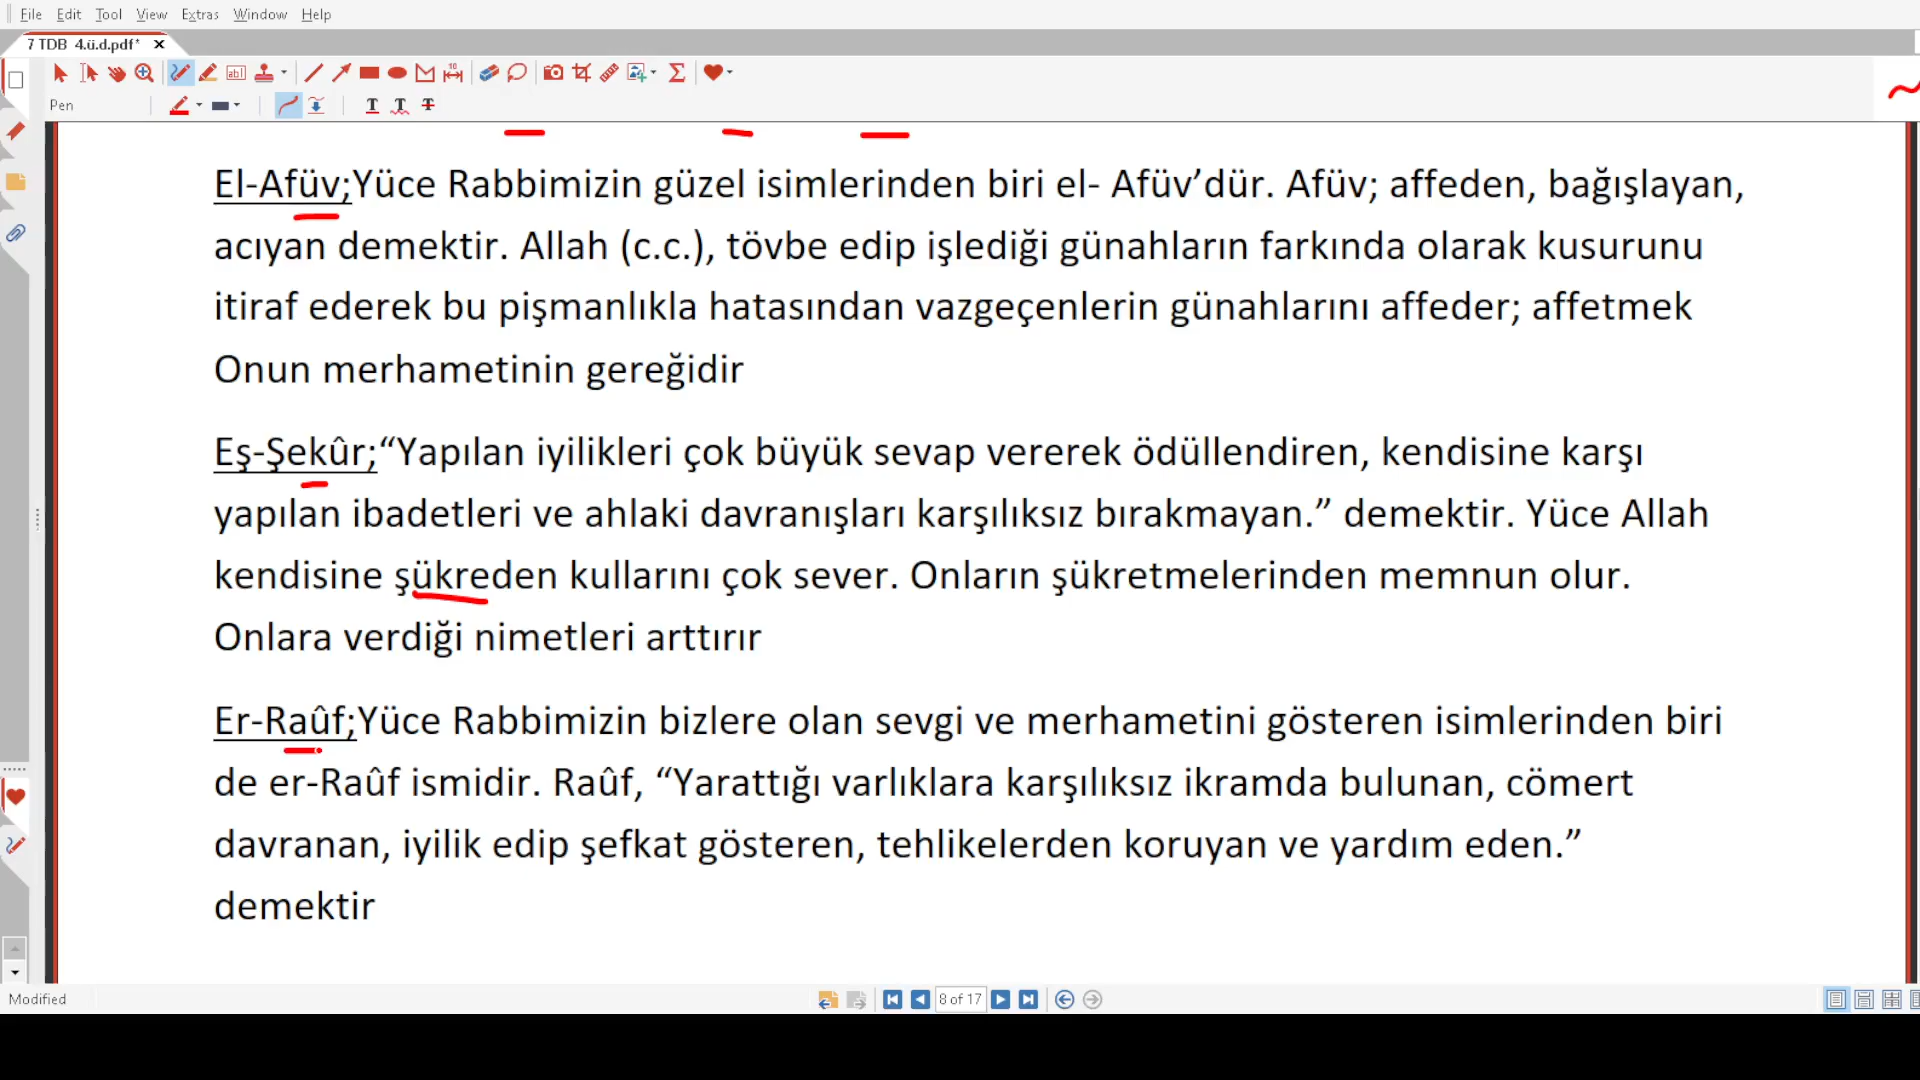 File Edit Tool View Extras Window Help
7 TDB 4.ü.d.pdf*
Pen
El-Afüv;Yüce Rabbimizin güzel isimlerinden biri el- Afüv’dür. Afüv; affeden, bağışlayan,
acıyan demektir. Allah (c.c.), tövbe edip işlediği günahların farkında olarak kusurunu
itiraf ederek bu pişmanlıkla hatasından vazgeçenlerin günahlarını affeder; affetmek
Onun merhametinin gereğidir
Eş-Şekûr;“Yapılan iyilikleri çok büyük sevap vererek ödüllendiren, kendisine karşı
yapılan ibadetleri ve ahlaki davranışları karşılıksız bırakmayan.” demektir. Yüce Allah
kendisine şükreden kullarını çok sever. Onların şükretmelerinden memnun olur.
Onlara verdiği nimetleri arttırır
Er-Raûf;Yüce Rabbimizin bizlere olan sevgi ve merhametini gösteren isimlerinden biri
de er-Raûf ismidir. Raûf, “Yarattığı varlıklara karşılıksız ikramda bulunan, cömert
davranan, iyilik edip şefkat gösteren, tehlikelerden koruyan ve yardım eden.”
demektir
Modified
8 of 17